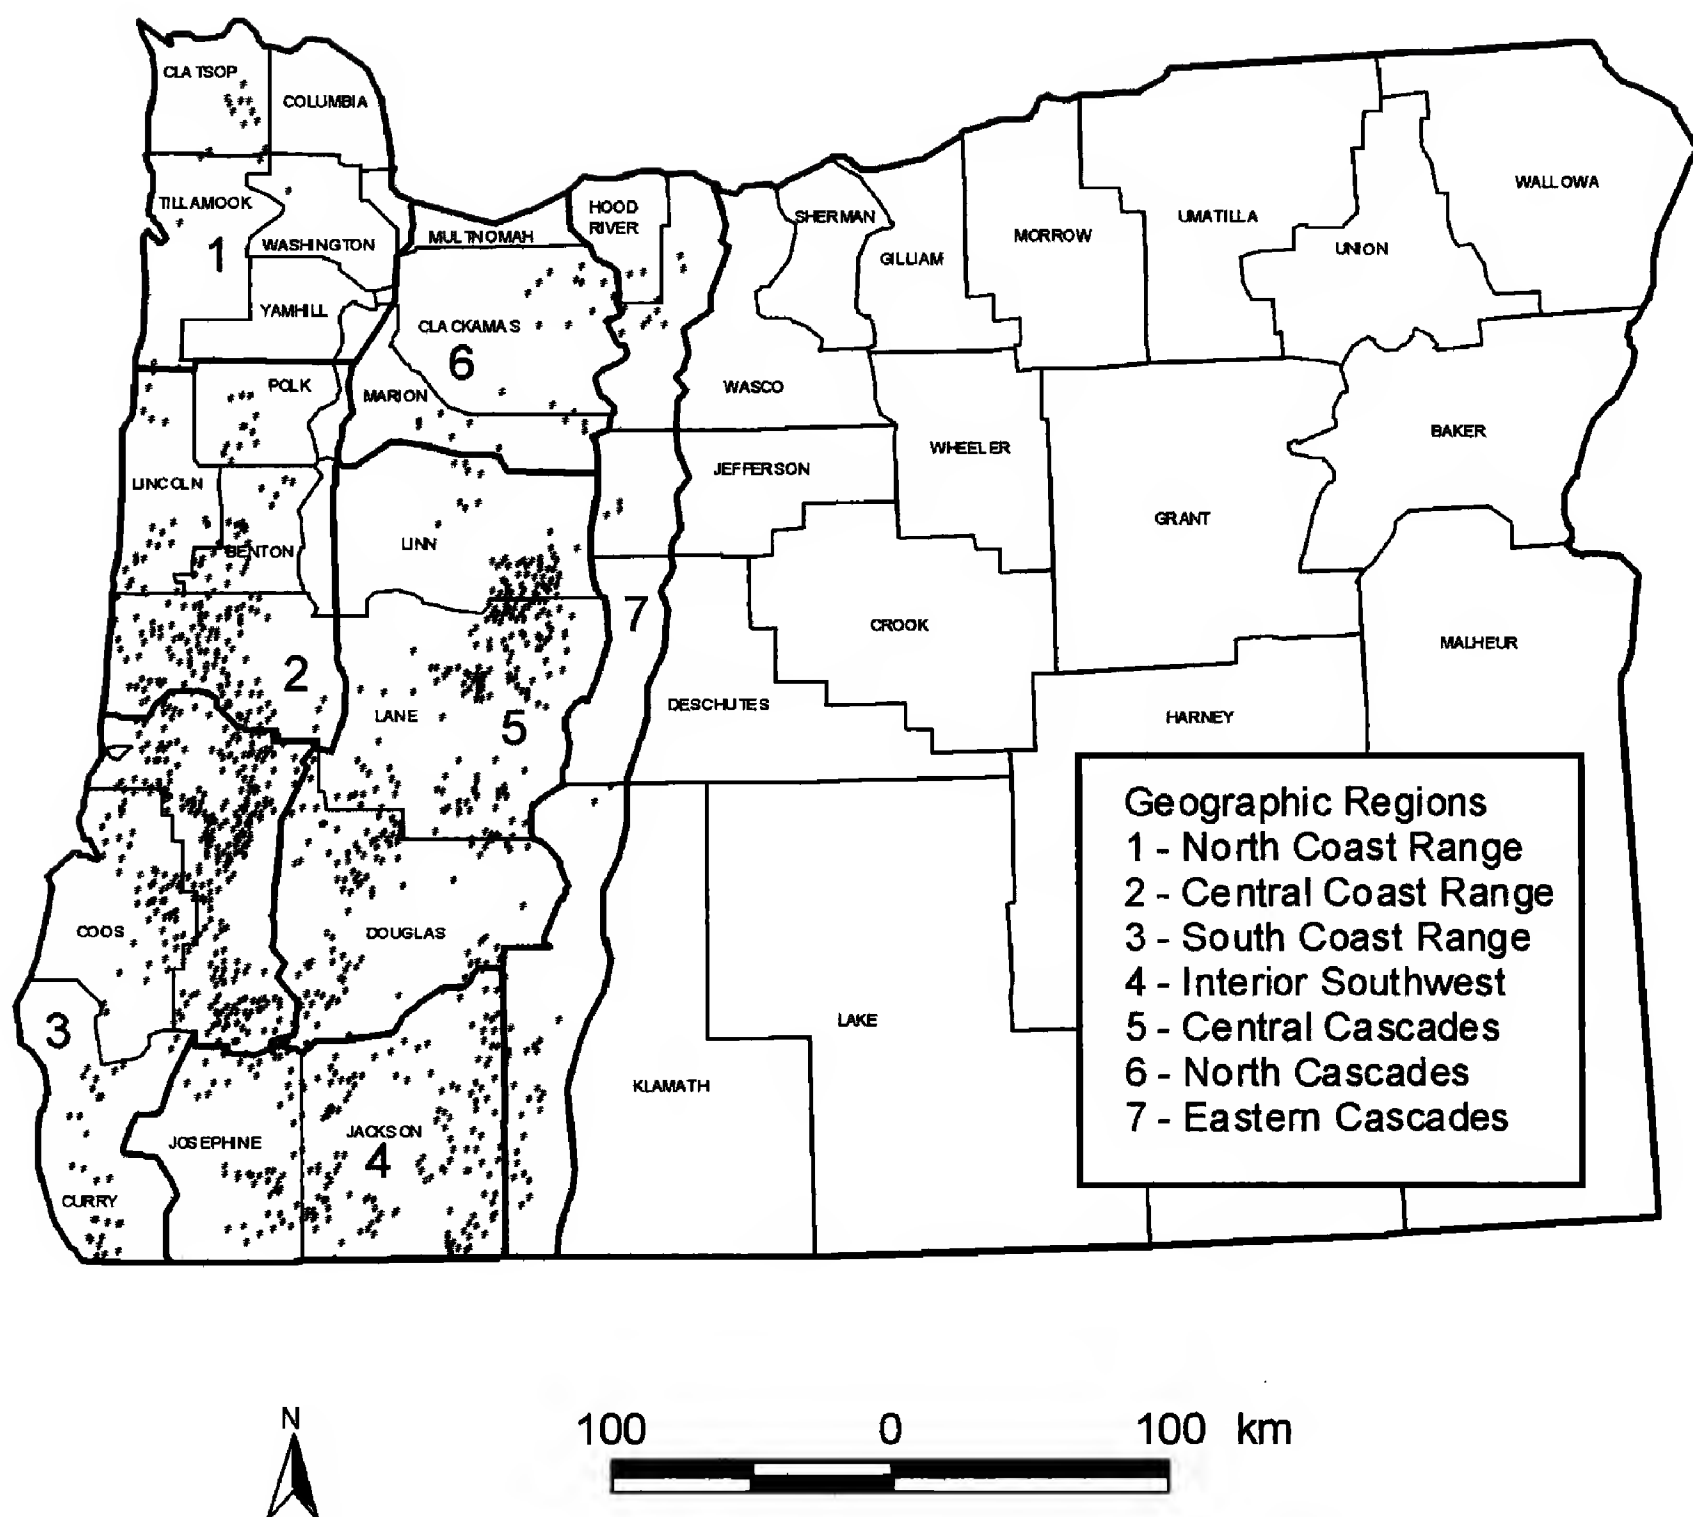 CLATSOP
COLUMBIA
TILLAMOOK
1
WASHINGTON
YAMHILL
MULTNOMAH
HOOD
RIVER
CLACKAMAS
6
SHERMAN
GILLIAM
MORROW
UMATILLA
UNION
WALLOWA
POLK
MARION
WASCO
WHEELER
BAKER
LINCOLN
BENTON
LINN
JEFFERSON
GRANT
2
7
CROOK
MALHEUR
LANE
5
DESCHUTES
HARNEY
COOS
DOUGLAS
3
LAKE
KLAMATH
JOSEPHINE
JACKSON
4
CURRY
Geographic Regions
1 - North Coast Range
2 - Central Coast Range
3 - South Coast Range
4 - Interior Southwest
5 - Central Cascades
6 - North Cascades
7 - Eastern Cascades
N
100 0 100 km